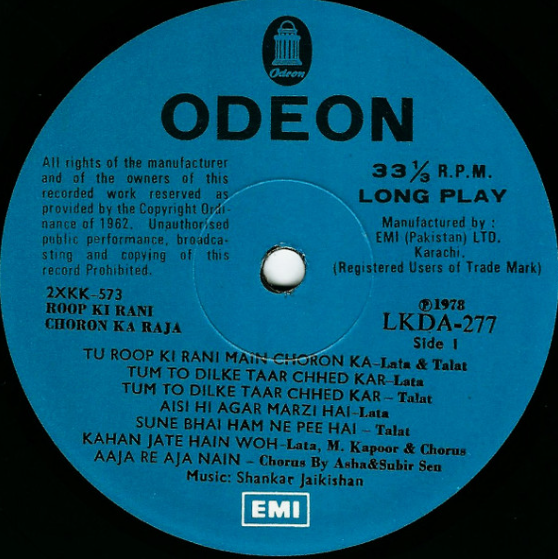 Odeon
ODEON
All rights of the manufacturer
and of the owners of this
recorded work reserved as
provided by the Copyright Ordi-
nance of 1962. Unauthorised
public performance, broadca-
sting and copying of this
record Prohibited.
33 1/3 R.P.M.
LONG PLAY
Manufactured by :
EMI (Pakistan) LTD.
Karachi.
(Registered Users of Trade Mark)
2XKK-573
ROOP KI RANI
CHORON KA RAJA
Ⓟ1978
LKDA-277
Side 1
TU ROOP KI RANI MAIN CHORON KA-Lata & Talat
TUM TO DILKE TAAR CHHED KAR-Lata
TUM TO DILKE TAAR CHHED KAR - Talat
AISI HI AGAR MARZI HAI-Lata
SUNE BHAI HAM NE PEE HAI - Talat
KAHAN JATE HAIN WOH-Lata, M. Kapoor & Chorus
AAJA RE AJA NAIN - Chorus By Asha&Subir Sen
Music: Shankar Jaikishan
EMI